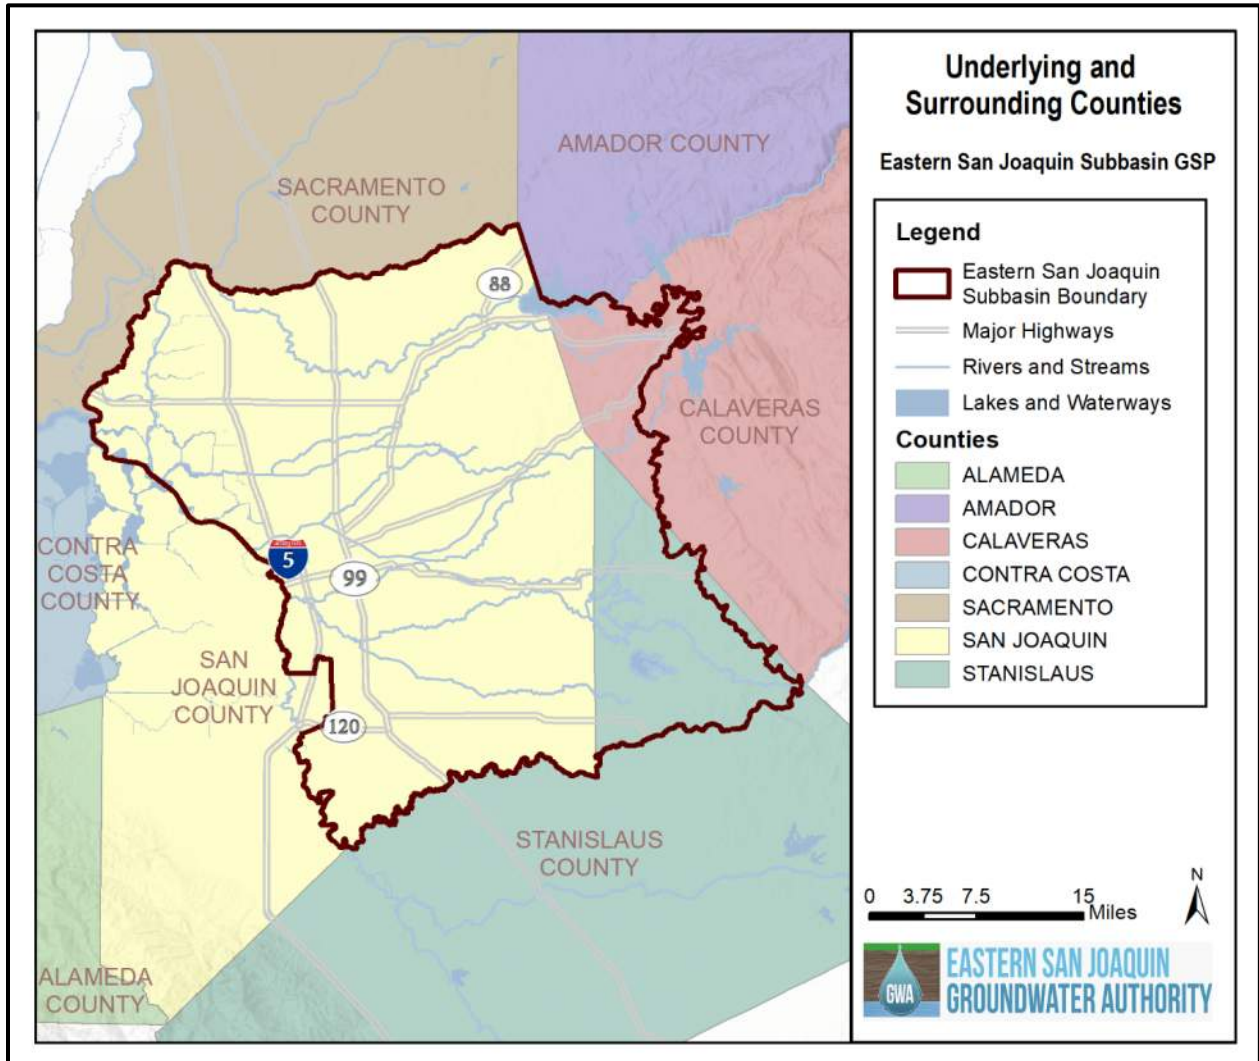 Underlying and
Surrounding Counties
Eastern San Joaquin Subbasin GSP
Legend
Eastern San Joaquin
Subbasin Boundary
Major Highways
Rivers and Streams
Lakes and Waterways
Counties
ALAMEDA
AMADOR
CALAVERAS
CONTRA COSTA
SACRAMENTO
SAN JOAQUIN
STANISLAUS
AMADOR COUNTY
SACRAMENTO
COUNTY
88
CALAVERAS
COUNTY
CONTRA
COSTA
COUNTY
5
99
SAN
JOAQUIN
COUNTY
120
STANISLAUS
COUNTY
ALAMEDA
COUNTY
N
0 3.75 7.5 15
Miles
GWA
EASTERN SAN JOAQUIN
GROUNDWATER AUTHORITY